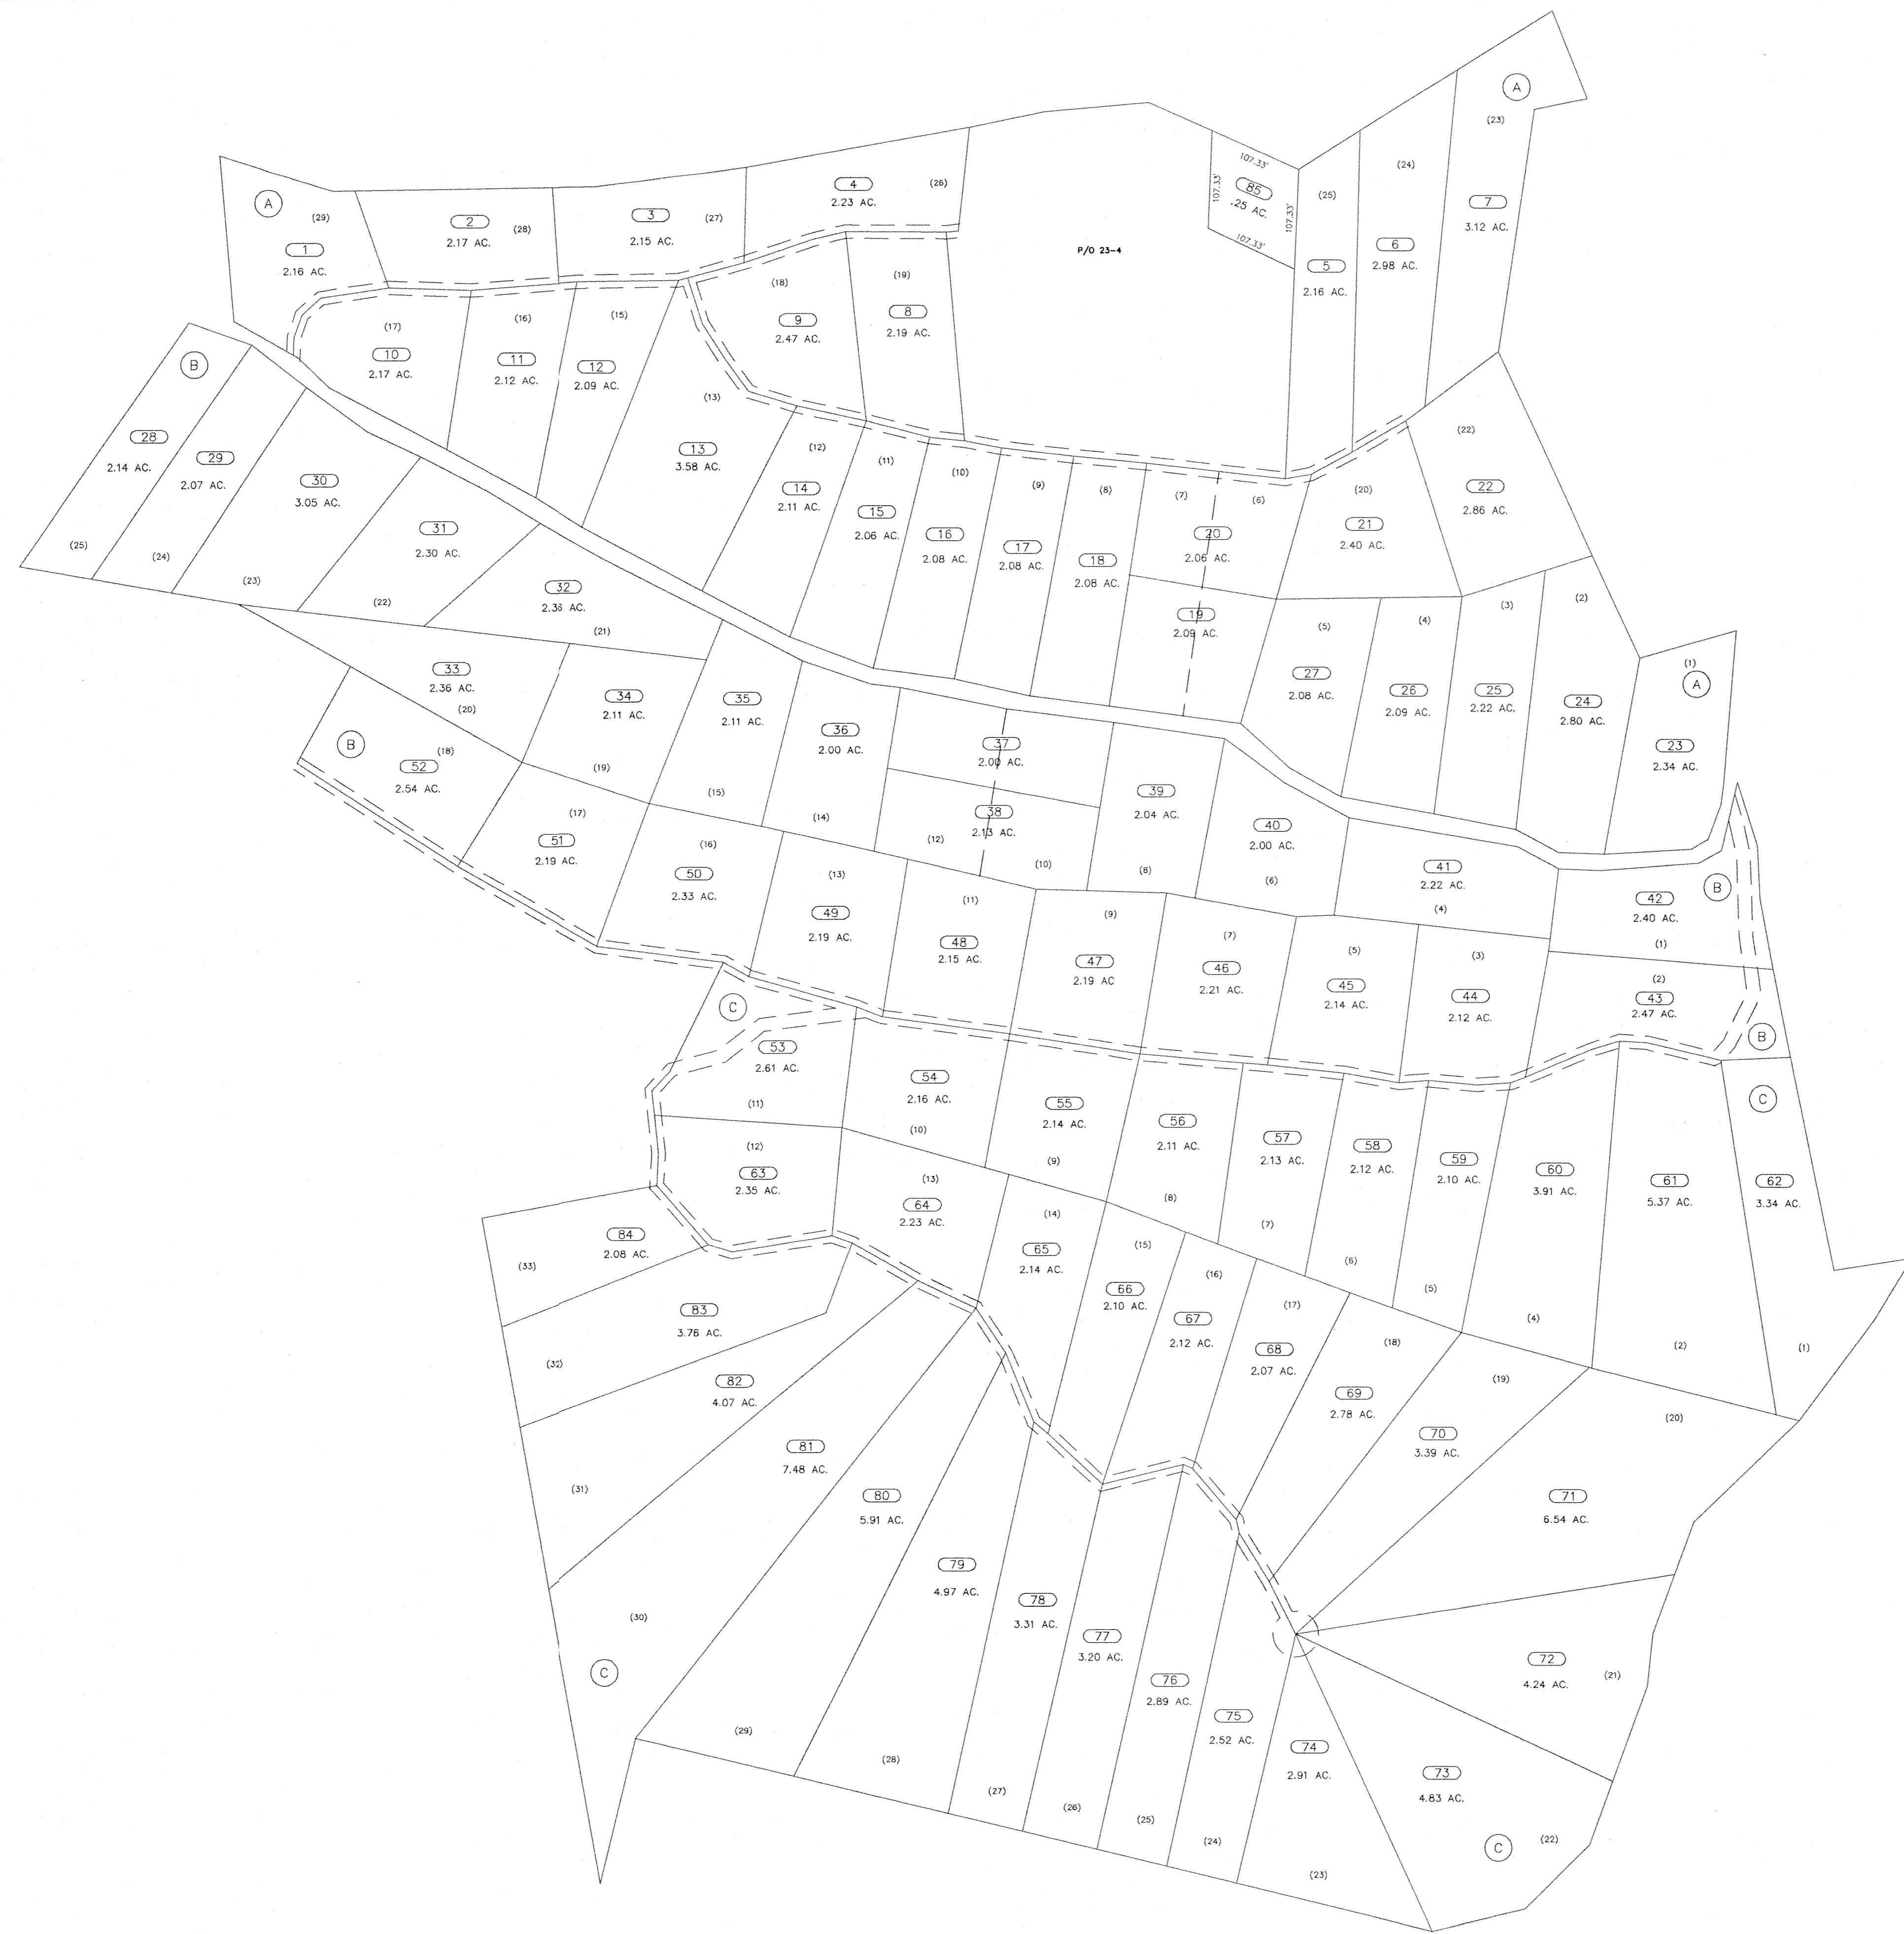 A
(23)
7
3.12 AC.
(24)
6
2.98 AC.
(25)
5
2.16 AC.
107.33'
107.33'
85
.25 AC.
107.33'
107.33'
P/O 23-4
A
(29)
1
2.16 AC.
2
(28)
2.17 AC.
3
(27)
2.15 AC.
4
(26)
2.23 AC.
(19)
8
2.19 AC.
(18)
9
2.47 AC.
(17)
10
2.17 AC.
(16)
11
2.12 AC.
(15)
12
2.09 AC.
(13)
13
3.58 AC.
(12)
14
2.11 AC.
(11)
15
2.06 AC.
(10)
16
2.08 AC.
(9)
17
2.08 AC.
(8)
18
2.08 AC.
(7)
(6)
20
2.06 AC.
19
2.09 AC.
(20)
21
2.40 AC.
(22)
22
2.86 AC.
(5)
27
2.08 AC.
(4)
26
2.09 AC.
(3)
25
2.22 AC.
(2)
24
2.80 AC.
(1)
A
23
2.34 AC.
B
28
2.14 AC.
(25)
29
2.07 AC.
(24)
30
3.05 AC.
(23)
31
2.30 AC.
(22)
32
2.36 AC.
(21)
33
2.36 AC.
(20)
34
2.11 AC.
(19)
35
2.11 AC.
(15)
36
2.00 AC.
(14)
37
2.00 AC.
38
2.13 AC.
(12)
(10)
39
2.04 AC.
(8)
40
2.00 AC.
(6)
41
2.22 AC.
(4)
B
42
2.40 AC.
(1)
(2)
43
2.47 AC.
B
B
(18)
52
2.54 AC.
(17)
51
2.19 AC.
(16)
50
2.33 AC.
(13)
49
2.19 AC.
(11)
48
2.15 AC.
(9)
47
2.19 AC
(7)
46
2.21 AC.
(5)
45
2.14 AC.
(3)
44
2.12 AC.
C
53
2.61 AC.
(11)
54
2.16 AC.
(10)
55
2.14 AC.
(9)
56
2.11 AC.
(8)
57
2.13 AC.
(7)
58
2.12 AC.
(6)
59
2.10 AC.
(5)
60
3.91 AC.
(4)
61
5.37 AC.
(2)
C
62
3.34 AC.
(1)
(12)
63
2.35 AC.
(13)
64
2.23 AC.
(14)
65
2.14 AC.
(15)
66
2.10 AC.
(16)
67
2.12 AC.
(17)
68
2.07 AC.
(18)
69
2.78 AC.
(19)
70
3.39 AC.
(20)
71
6.54 AC.
72
4.24 AC.
(21)
73
4.83 AC.
C
(22)
84
2.08 AC.
(33)
83
3.76 AC.
(32)
82
4.07 AC.
(31)
81
7.48 AC.
(30)
C
80
5.91 AC.
(29)
79
4.97 AC.
(28)
78
3.31 AC.
(27)
77
3.20 AC.
(26)
76
2.89 AC.
(25)
75
2.52 AC.
(24)
74
2.91 AC.
(23)